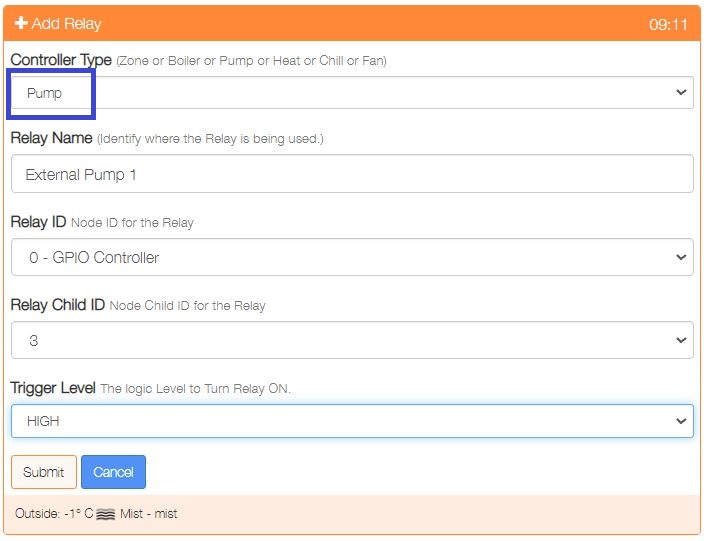 + Add Relay 09:11
Controller Type (Zone or Boiler or Pump or Heat or Chill or Fan)
Pump
Relay Name (Identify where the Relay is being used.)
External Pump 1
Relay ID Node ID for the Relay
0 - GPIO Controller
Relay Child ID Node Child ID for the Relay
3
Trigger Level The logic Level to Turn Relay ON.
HIGH
Submit Cancel
Outside: -1° C Mist - mist